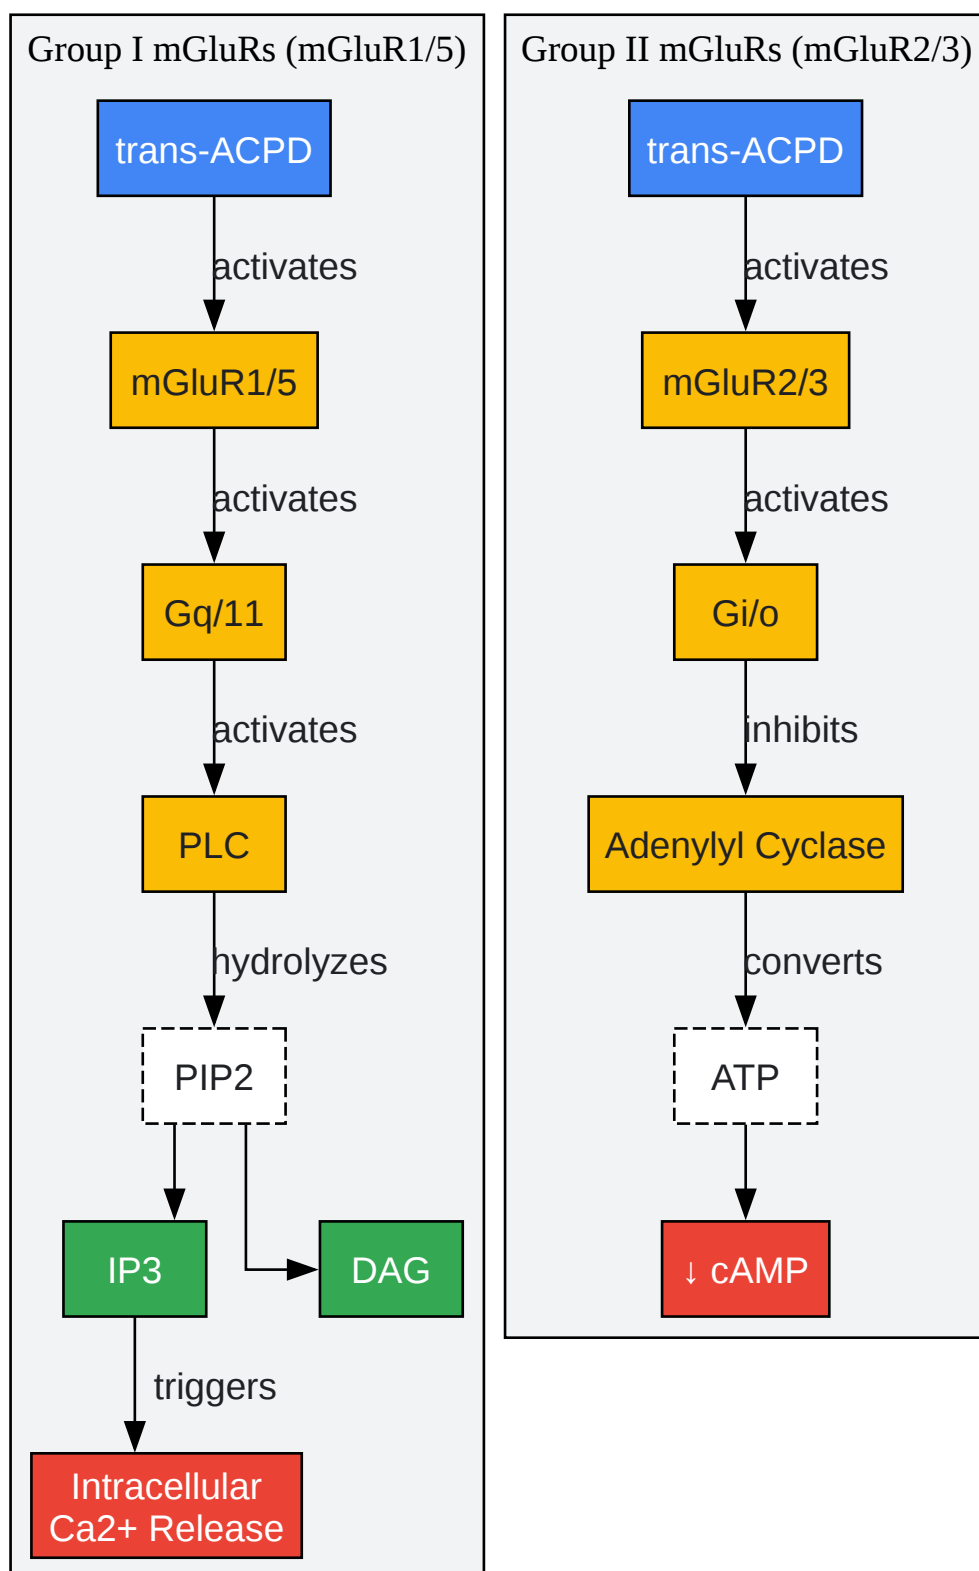 Group I mGluRs (mGluR1/5)
trans-ACPD
activates
mGluR1/5
activates
Gq/11
activates
PLC
hydrolyzes
PIP2
IP3
DAG
triggers
Intracellular
Ca2+ Release
Group II mGluRs (mGluR2/3)
trans-ACPD
activates
mGluR2/3
activates
Gi/o
inhibits
Adenylyl Cyclase
converts
ATP
↓ cAMP